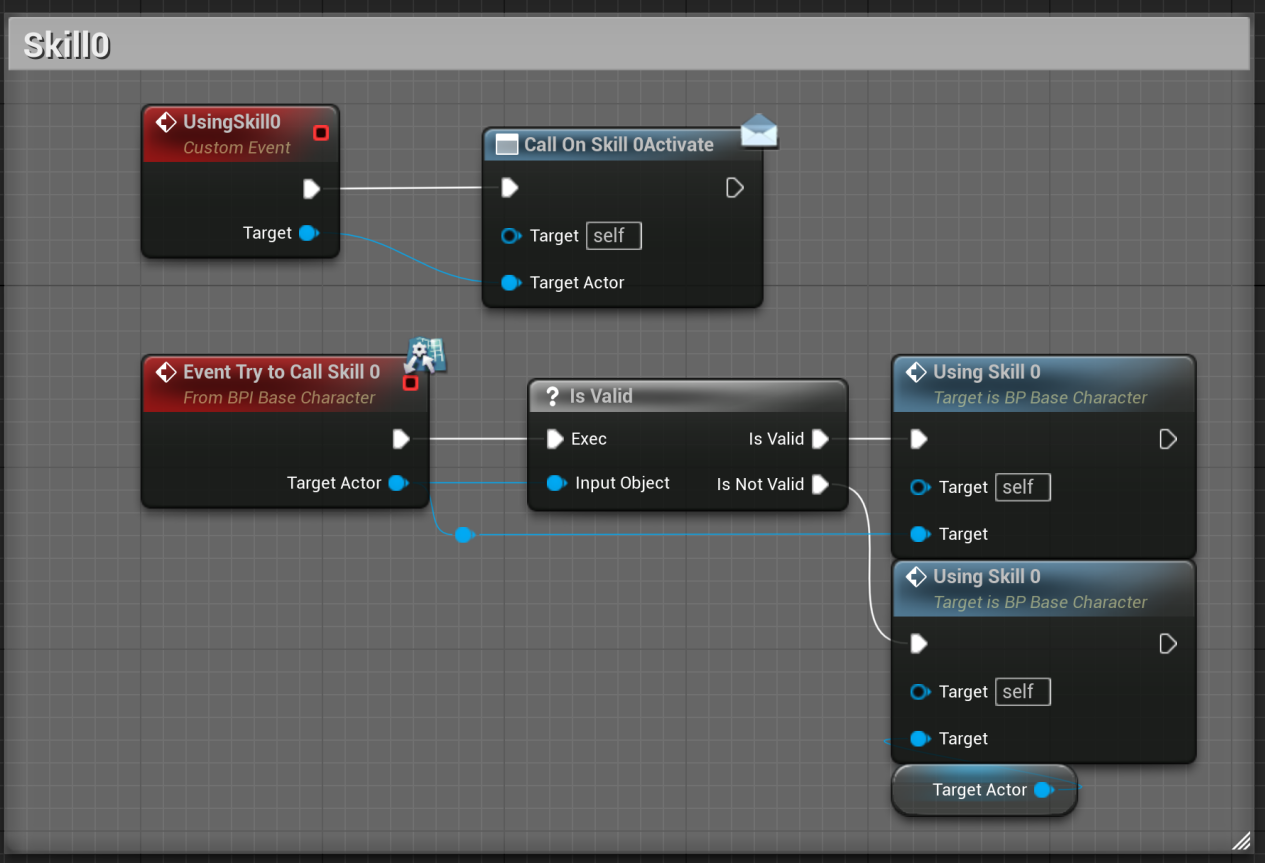 Skill0
UsingSkill0
Custom Event
Target
Call On Skill 0Activate
Target self
Target Actor
Event Try to Call Skill 0
From BPI Base Character
Target Actor
? Is Valid
Exec Is Valid
Input Object Is Not Valid
Using Skill 0
Target is BP Base Character
Target self
Target
Using Skill 0
Target is BP Base Character
Target self
Target
Target Actor